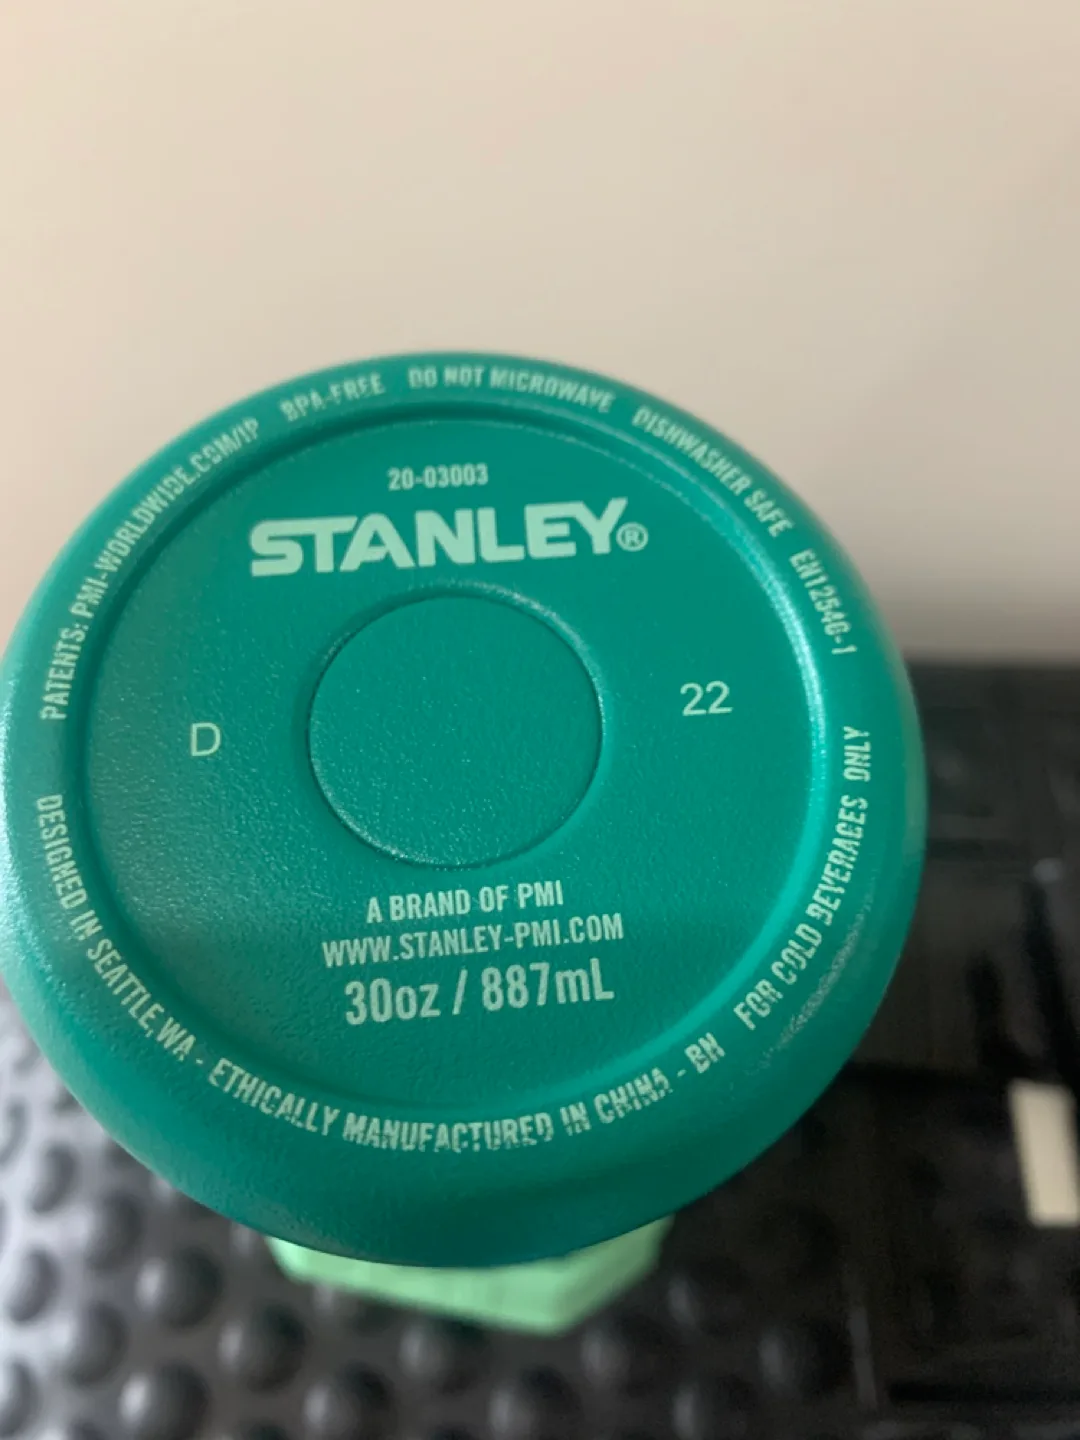 PATENTS: PMI-WORLDWIDE.COM/IP BPA-FREE DO NOT MICROWAVE DISHWASHER SAFE EN12546-1
20-03003
STANLEY®
D 22
A BRAND OF PMI
WWW.STANLEY-PMI.COM
30oz / 887mL
DESIGNED IN SEATTLE, WA - ETHICALLY MANUFACTURED IN CHINA - BN FOR COLD BEVERAGES ONLY